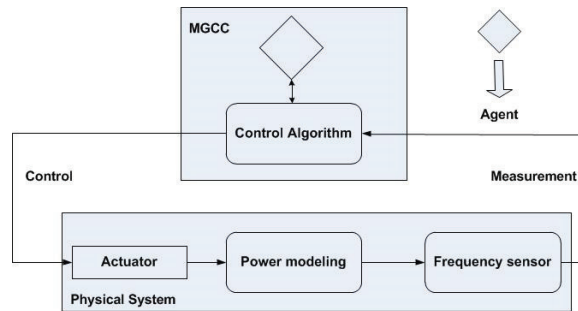 MGCC
Control Algorithm
Agent
Control
Measurement
Actuator
Power modeling
Frequency sensor
Physical System